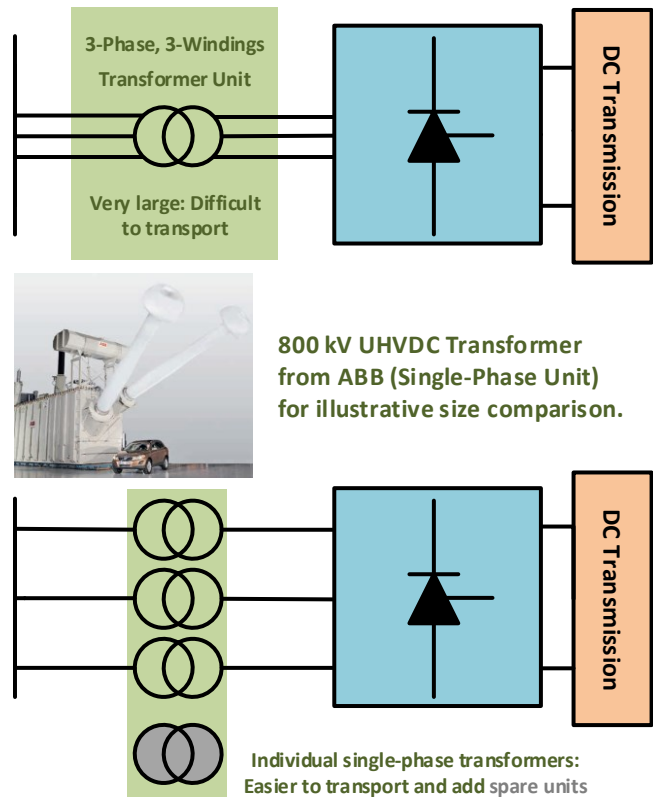 3-Phase, 3-Windings
Transformer Unit
Very large: Difficult
to transport
DC Transmission
800 kV UHVDC Transformer
from ABB (Single-Phase Unit)
for illustrative size comparison.
DC Transmission
Individual single-phase transformers:
Easier to transport and add spare units